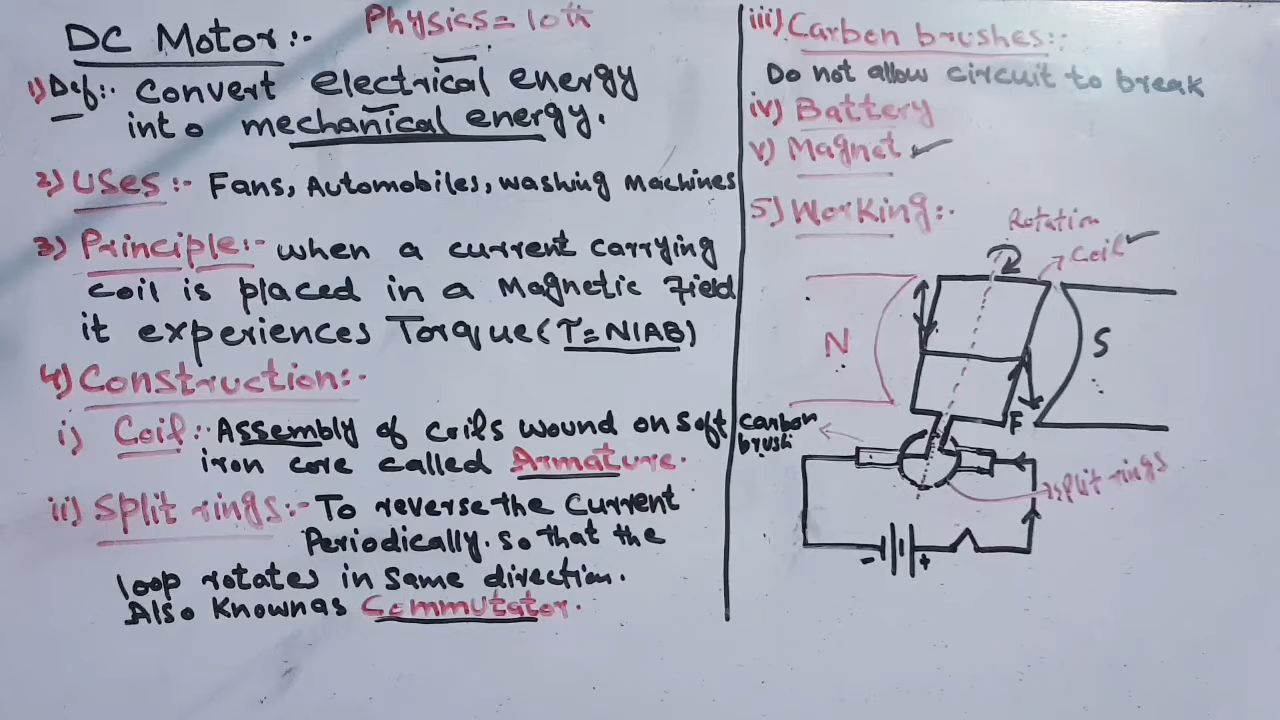 DC Motor:-
Physics = 10th
1) Def:- Convert electrical energy
into mechanical energy.
2) Uses:- Fans, Automobiles, washing Machines
3) Principle:- when a current carrying
coil is placed in a Magnetic Field
it experiences Torque (τ=NIAB)
4) Construction:-
i) Coil:- Assembly of coils wound on soft
iron core called Armature.
ii) Split rings:- To reverse the Current
Periodically. So that the
loop rotates in same direction.
Also Known as Commutator.
iii) Carbon brushes:-
Do not allow circuit to break
iv) Battery
v) Magnet
5) Working:-
Rotation
Coil
N
S
F
Carbon
brush
split rings
- +